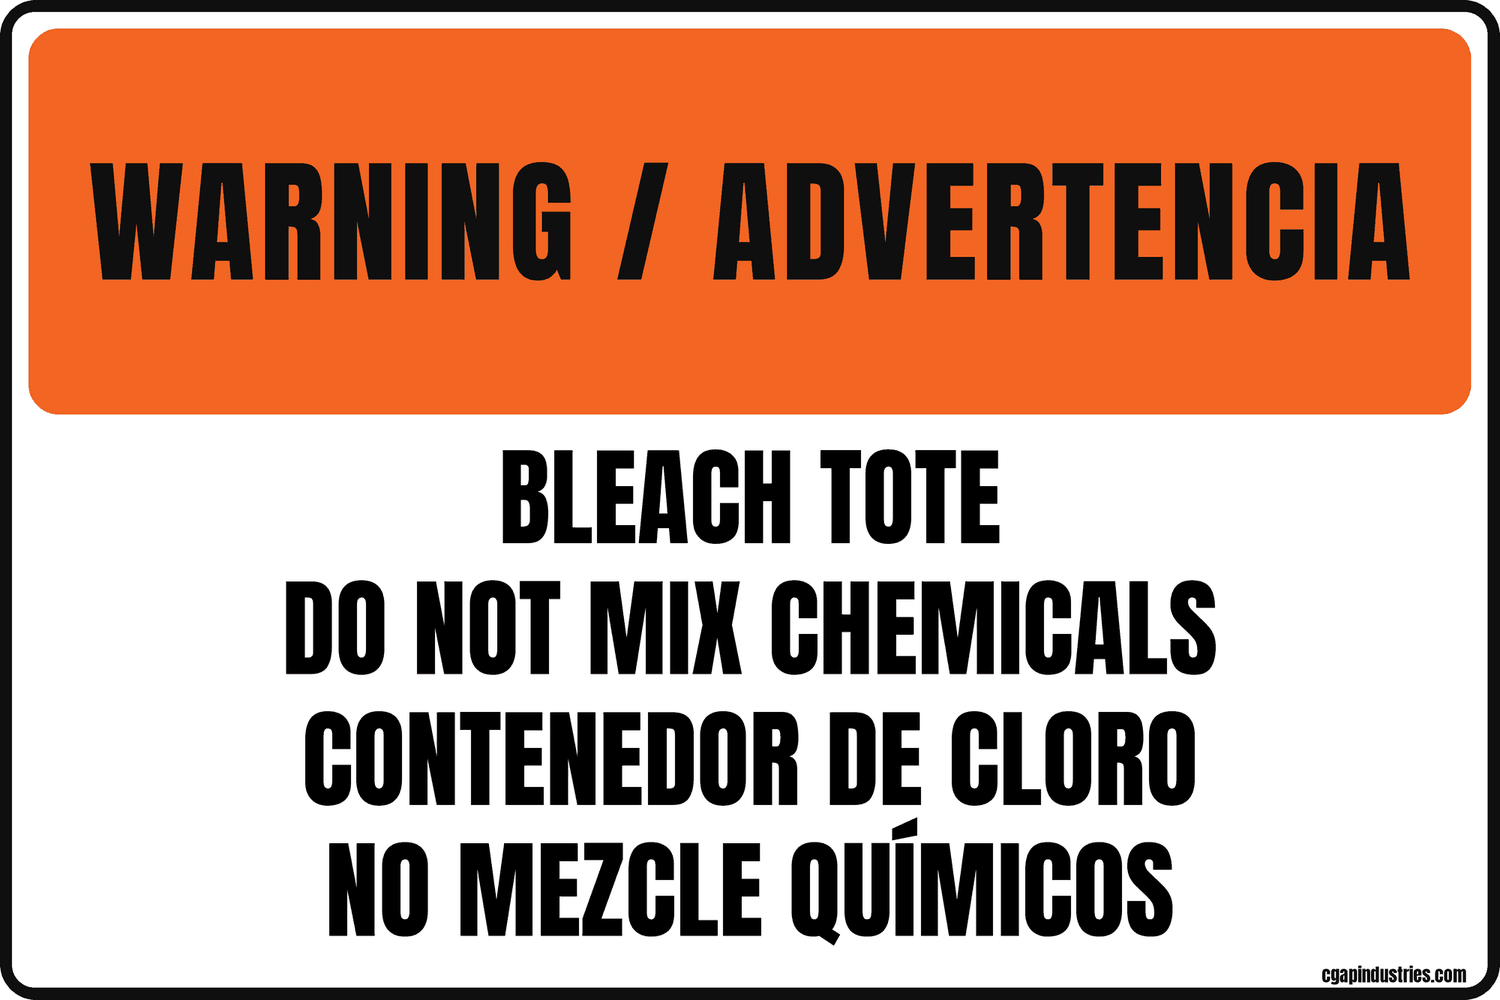 WARNING / ADVERTENCIA
BLEACH TOTE
DO NOT MIX CHEMICALS
CONTENEDOR DE CLORO
NO MEZCLE QUÍMICOS
cgapindustries.com